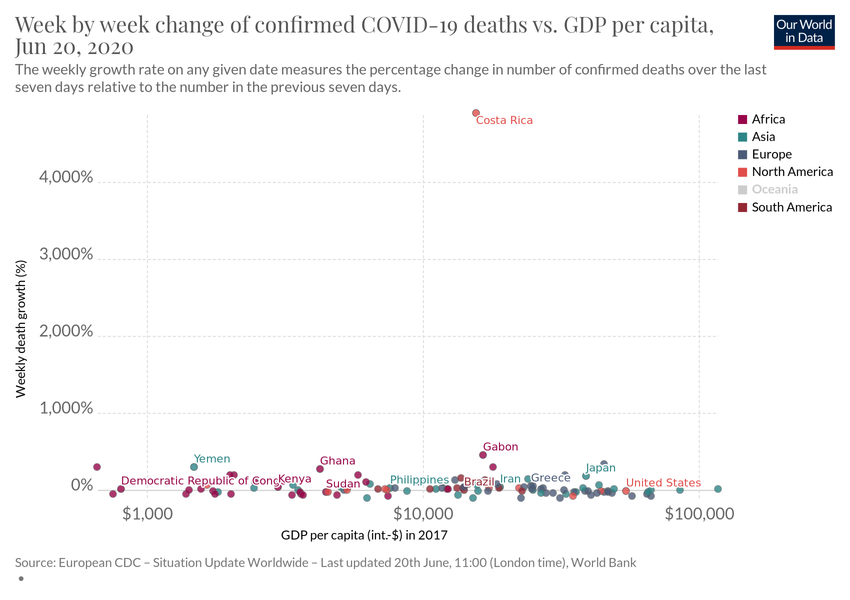 Week by week change of confirmed COVID-19 deaths vs. GDP per capita,
Jun 20, 2020
Our World
in Data
The weekly growth rate on any given date measures the percentage change in number of confirmed deaths over the last
seven days relative to the number in the previous seven days.
Costa Rica
Africa
Asia
Europe
North America
Oceania
South America
4,000%
3,000%
2,000%
1,000%
0%
Weekly death growth (%)
Gabon
Yemen
Ghana
Japan
Democratic Republic of Congo
Kenya
Sudan
Philippines
Brazil
Iran
Greece
United States
$1,000
$10,000
$100,000
GDP per capita (int.-$) in 2017
Source: European CDC – Situation Update Worldwide – Last updated 20th June, 11:00 (London time), World Bank